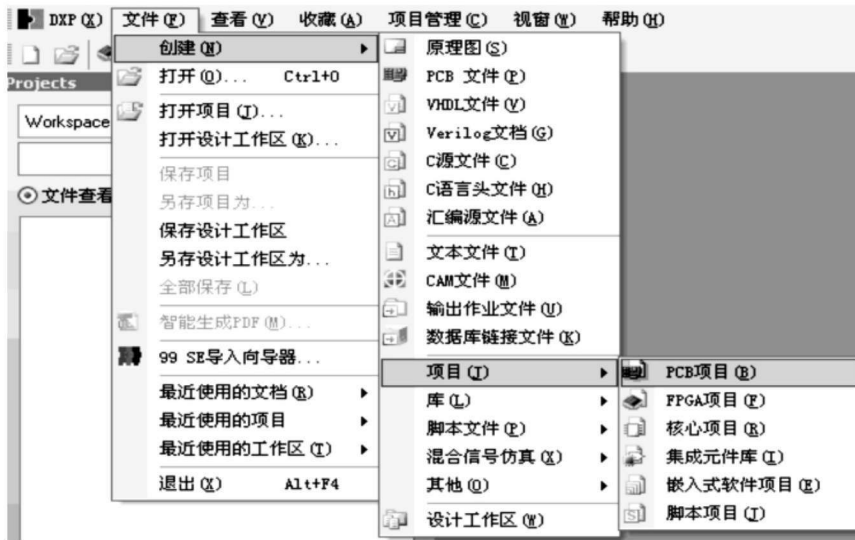 DXP (X) 文件 (F) 查看 (V) 收藏 (A) 项目管理 (C) 视窗 (W) 帮助 (H)
Projects
Workspace
文件查看
创建 (N)
打开 (O)... Ctrl+O
打开项目 (J)...
打开设计工作区 (K)...
保存项目
另存项目为...
保存设计工作区
另存设计工作区为...
全部保存 (L)
智能生成PDF (M)...
99 SE导入向导器...
最近使用的文档 (R)
最近使用的项目
最近使用的工作区 (T)
退出 (X) Alt+F4
原理图 (S)
PCB 文件 (P)
VHDL文件 (V)
Verilog文档 (G)
C源文件 (C)
C语言头文件 (H)
汇编源文件 (A)
文本文件 (T)
CAM文件 (M)
输出作业文件 (U)
数据库链接文件 (K)
项目 (J)
库 (L)
脚本文件 (P)
混合信号仿真 (X)
其他 (O)
设计工作区 (W)
PCB项目 (B)
FPGA项目 (F)
核心项目 (R)
集成元件库 (I)
嵌入式软件项目 (E)
脚本项目 (J)